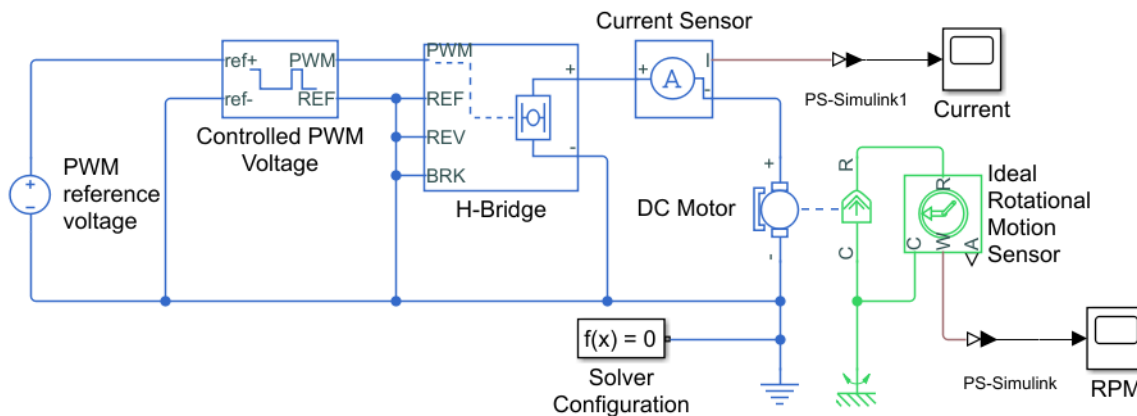 Current Sensor
ref+
PWM
ref-
REF
Controlled PWM
Voltage
PWM
REF
REV
BRK
+
-
H-Bridge
+
A
I
-
PS-Simulink1
Current
+
-
PWM
reference
voltage
+
DC Motor
-
R
C
R
C
W
A
Ideal
Rotational
Motion
Sensor
f(x) = 0
Solver
Configuration
PS-Simulink
RPM